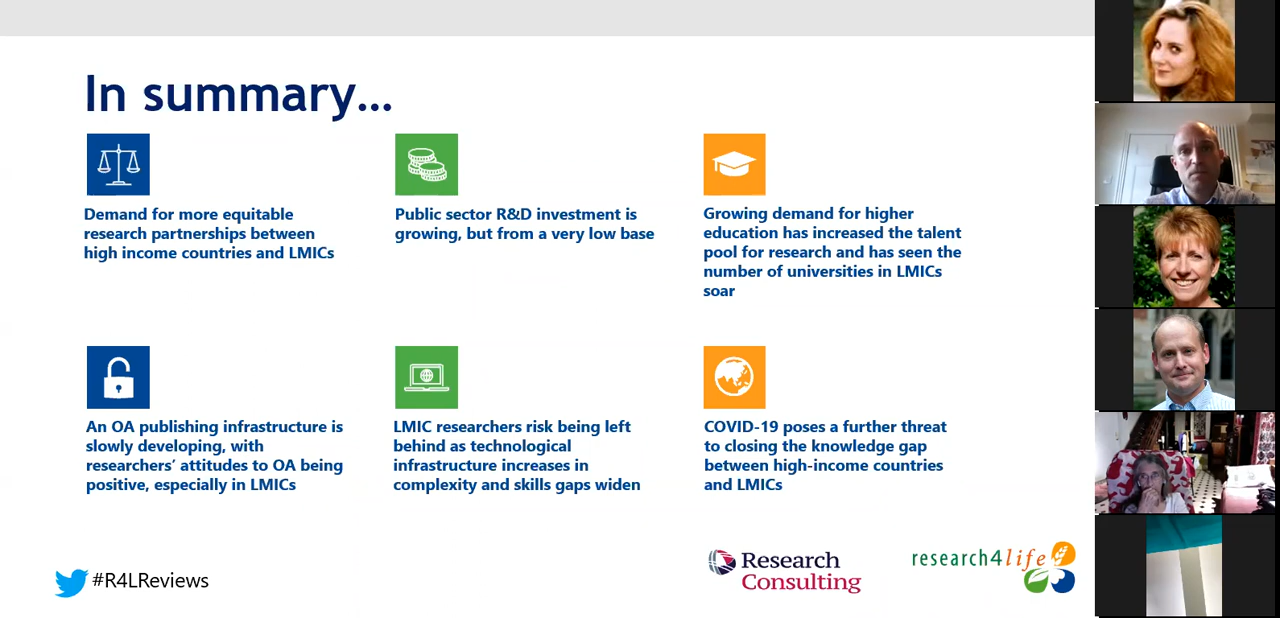 In summary...
Demand for more equitable
research partnerships between
high income countries and LMICs
Public sector R&D investment is
growing, but from a very low base
Growing demand for higher
education has increased the talent
pool for research and has seen the
number of universities in LMICs
soar
An OA publishing infrastructure is
slowly developing, with
researchers’ attitudes to OA being
positive, especially in LMICs
LMIC researchers risk being left
behind as technological
infrastructure increases in
complexity and skills gaps widen
COVID-19 poses a further threat
to closing the knowledge gap
between high-income countries
and LMICs
#R4LReviews
Research
Consulting
research4life